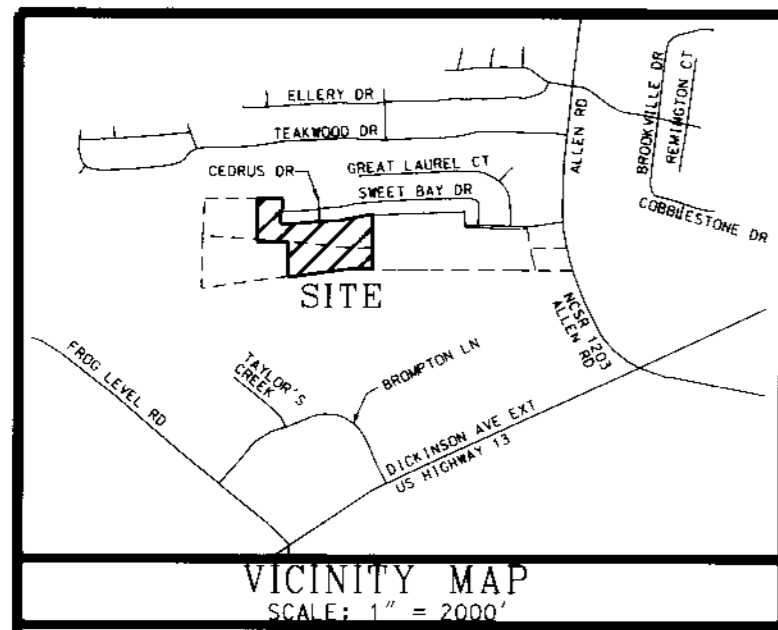 ELLERY DR
TEAKWOOD DR
CEDRUS DR
GREAT LAUREL CT
SWEET BAY DR
ALLEN RD
BROOKVILLE DR
REMINGTON CT
COBBLESTONE DR
SITE
NCSR 1203
ALLEN RD
FROG LEVEL RD
TAYLOR'S
CREEK
BROMPTON LN
DICKINSON AVE EXT
US HIGHWAY 13
VICINITY MAP
SCALE: 1" = 2000'